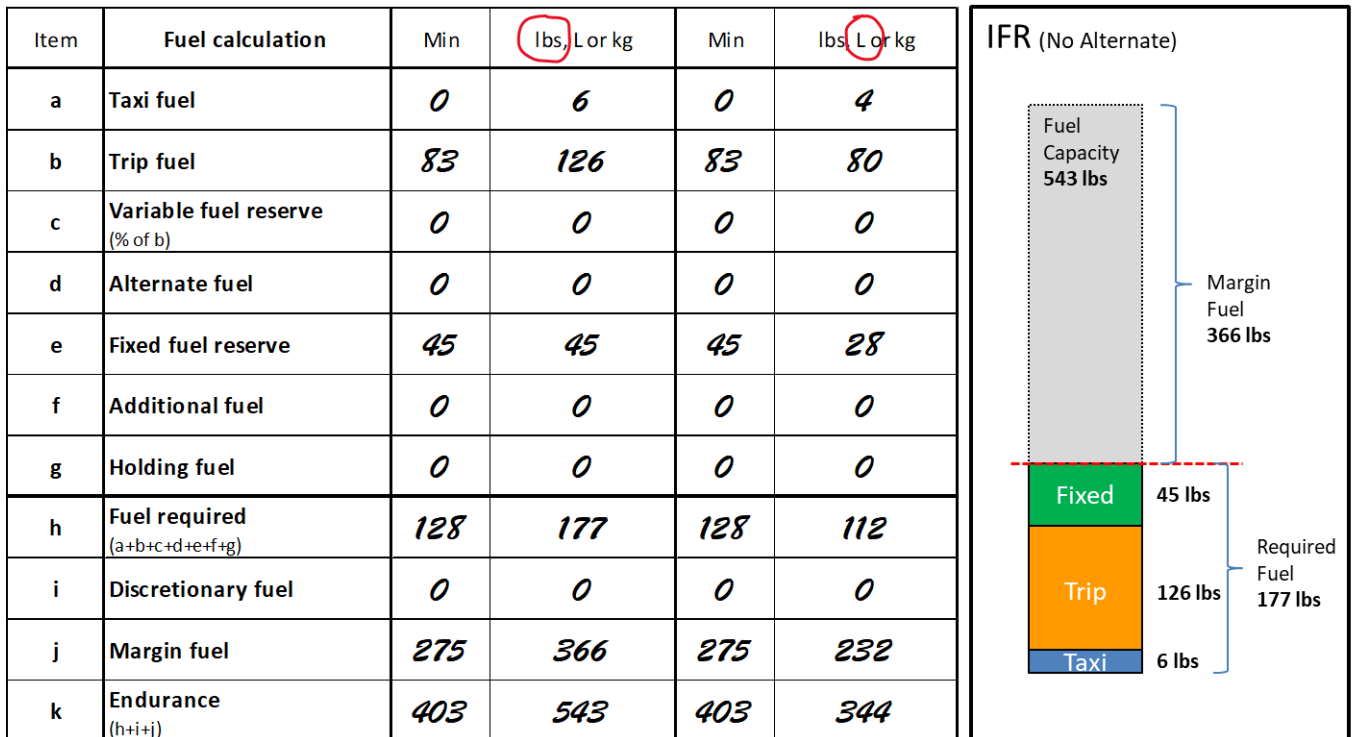 Item Fuel calculation Min lbs, L or kg Min lbs, L or kg
a Taxi fuel 0 6 0 4
b Trip fuel 83 126 83 80
c Variable fuel reserve (% of b) 0 0 0 0
d Alternate fuel 0 0 0 0
e Fixed fuel reserve 45 45 45 28
f Additional fuel 0 0 0 0
g Holding fuel 0 0 0 0
h Fuel required (a+b+c+d+e+f+g) 128 177 128 112
i Discretionary fuel 0 0 0 0
j Margin fuel 275 366 275 232
k Endurance (h+i+j) 403 543 403 344
IFR (No Alternate)
Fuel
Capacity
543 lbs
Margin
Fuel
366 lbs
Fixed 45 lbs
Trip 126 lbs
Taxi 6 lbs
Required
Fuel
177 lbs